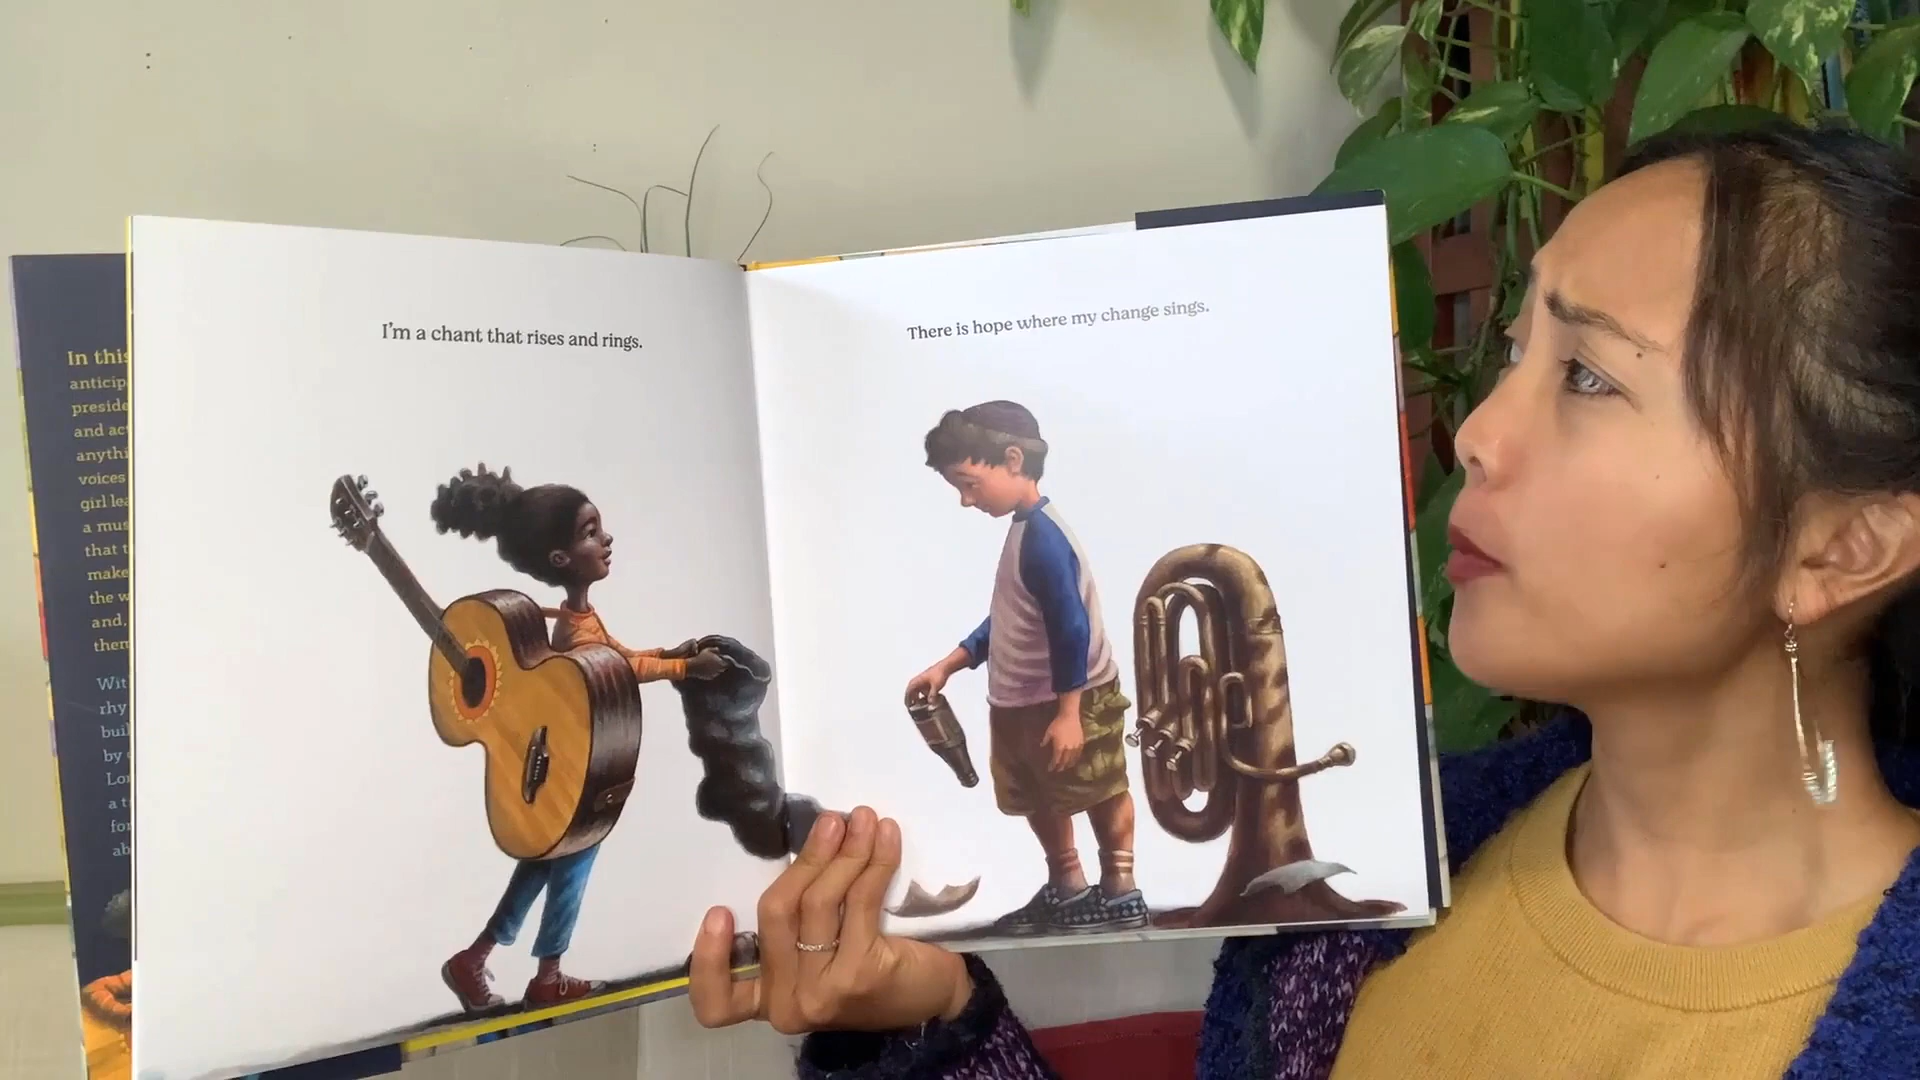 In this
anticip
preside
and act
anythi
voices
girl lea
a mus
that t
make
the w
and,
them
Wit
rhy
buil
by
Lo
a t
for
ab
I'm a chant that rises and rings.
There is hope where my change sings.